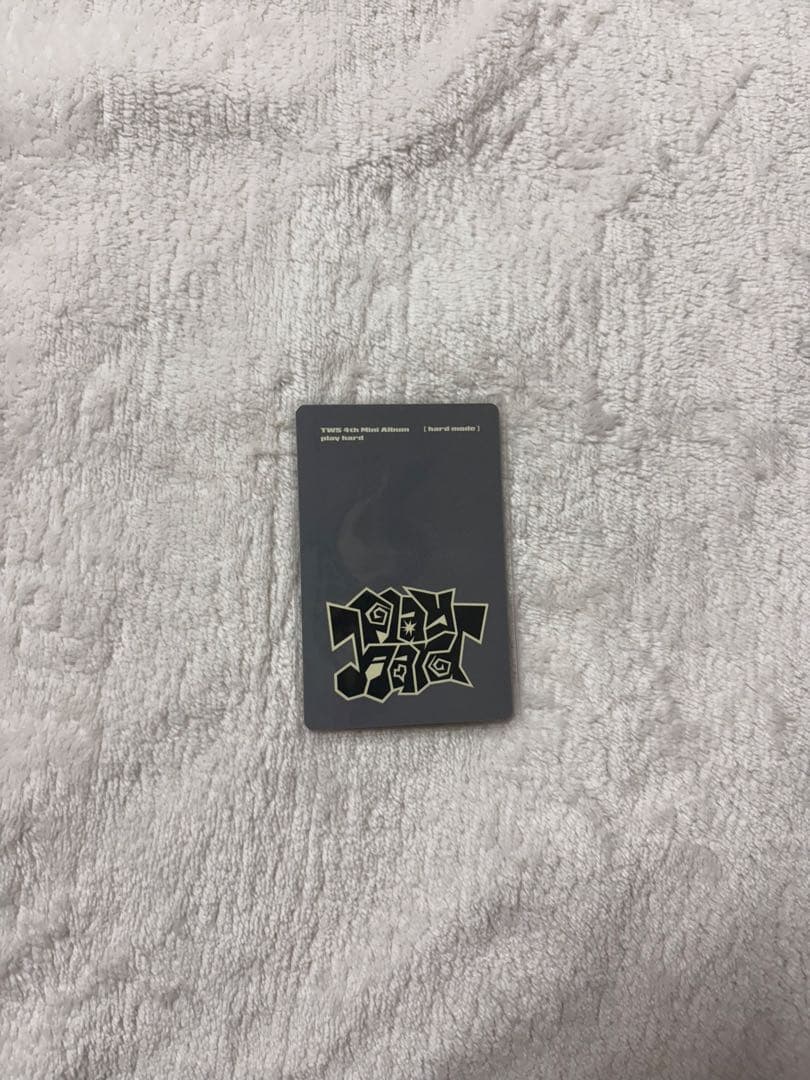 TWS 4th Mini Album [ hard mode ]
play hard
Play
Hard